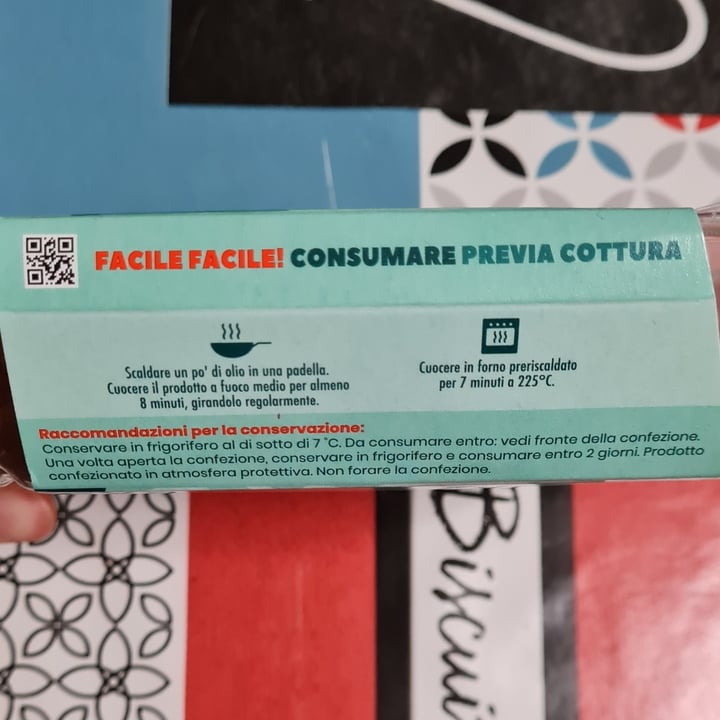 FACILE FACILE! CONSUMARE PREVIA COTTURA
Scaldare un po' di olio in una padella.
Cuocere il prodotto a fuoco medio per almeno
8 minuti, girandolo regolarmente.
Cuocere in forno preriscaldato
per 7 minuti a 225°C.
Raccomandazioni per la conservazione:
Conservare in frigorifero al di sotto di 7 °C. Da consumare entro: vedi fronte della confezione.
Una volta aperta la confezione, conservare in frigorifero e consumare entro 2 giorni. Prodotto
confezionato in atmosfera protettiva. Non forare la confezione.
Biscui